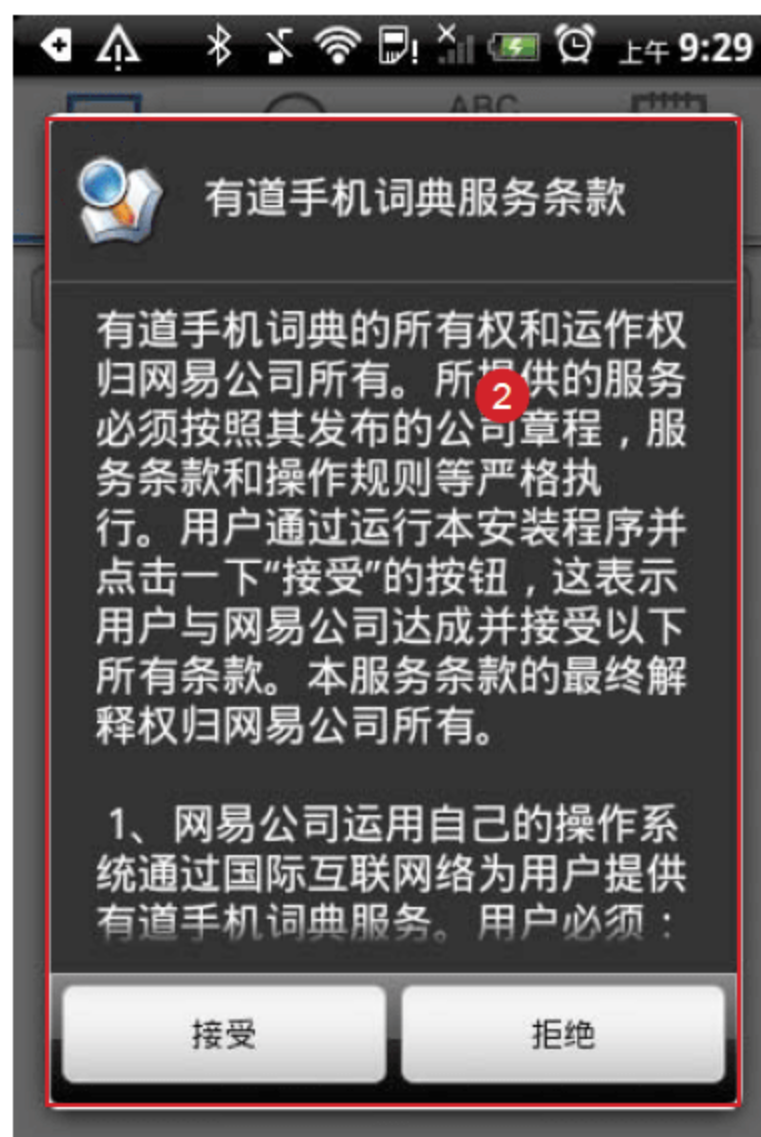 上午 9:29
ABC
有道手机词典服务条款
有道手机词典的所有权和运作权
归网易公司所有。所提供的服务
必须按照其发布的公司章程，服
务条款和操作规则等严格执
行。用户通过运行本安装程序并
点击一下“接受”的按钮，这表示
用户与网易公司达成并接受以下
所有条款。本服务条款的最终解
释权归网易公司所有。
2
1、网易公司运用自己的操作系
统通过国际互联网络为用户提供
有道手机词典服务。用户必须：
接受
拒绝